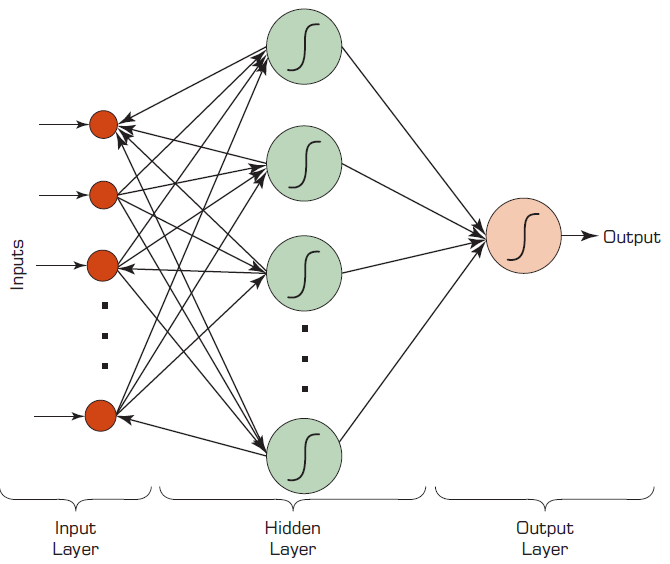 Inputs
Output
Input
Layer
Hidden
Layer
Output
Layer